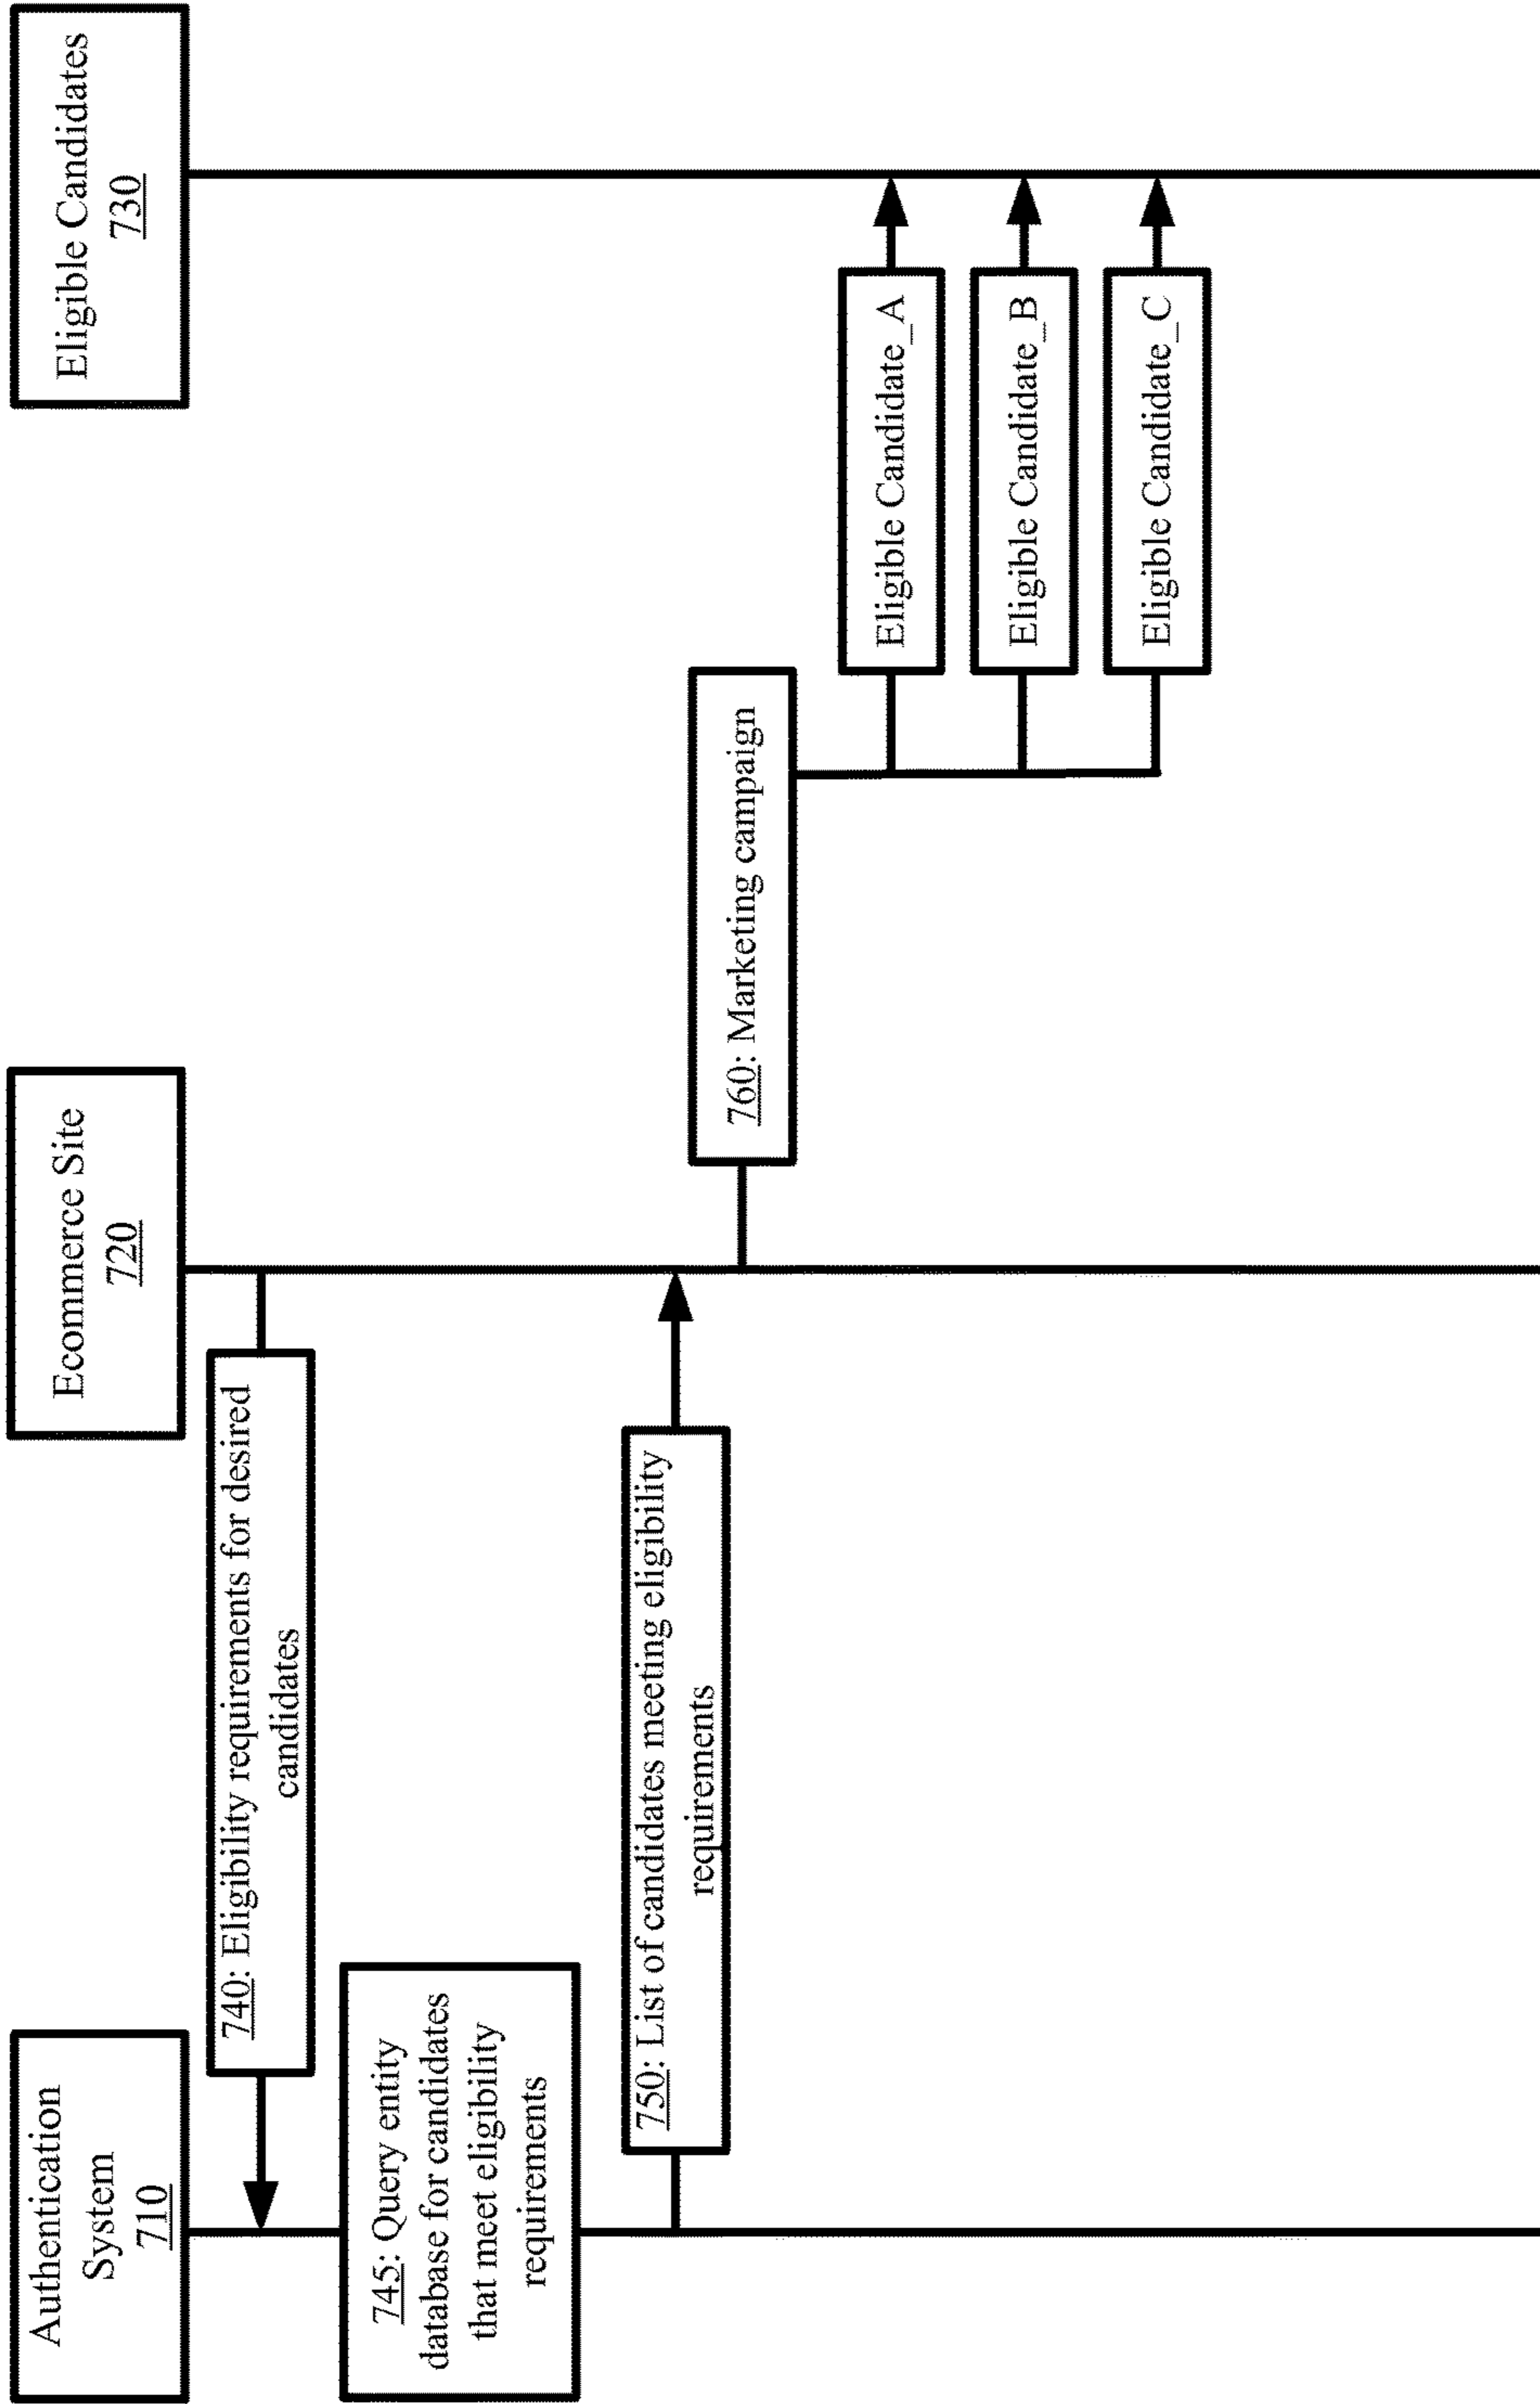 Authentication
System
710
Ecommerce Site
720
Eligible Candidates
730
740: Eligibility requirements for desired
candidates
745: Query entity
database for candidates
that meet eligibility
requirements
750: List of candidates meeting eligibility
requirements
760: Marketing campaign
Eligible Candidate_A
Eligible Candidate_B
Eligible Candidate_C